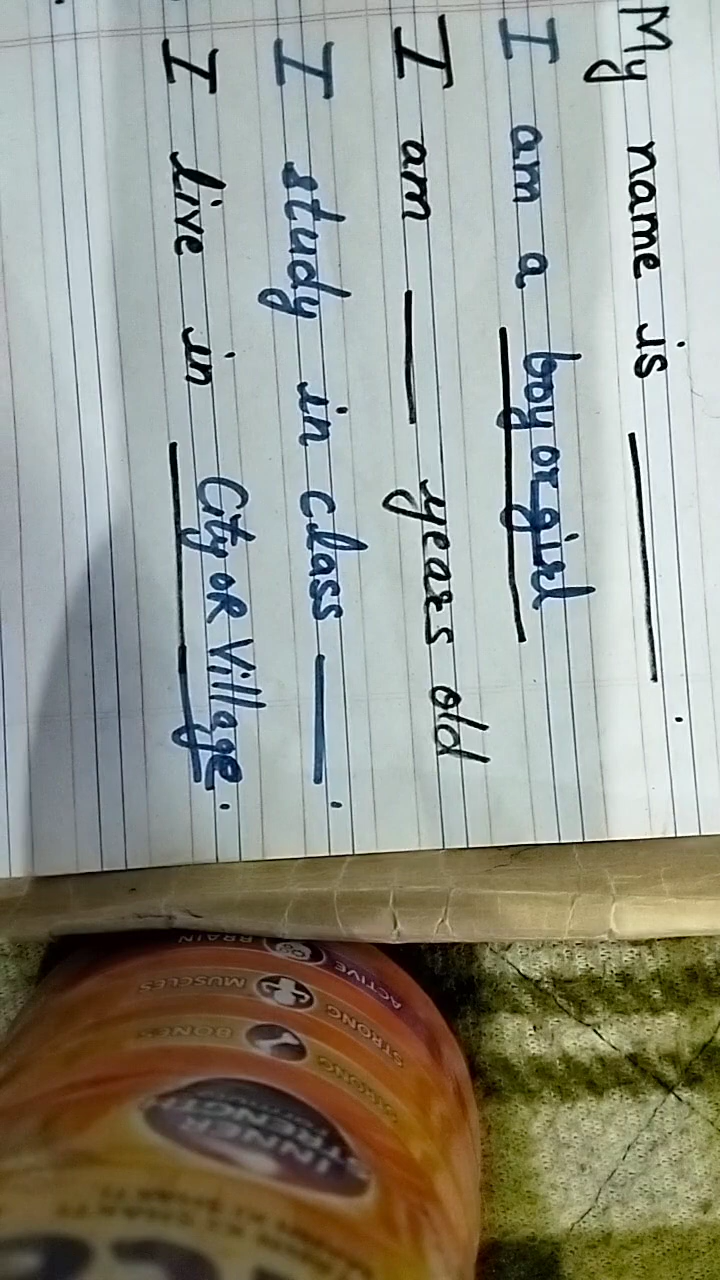 My name is ______.
I am a boy or girl
I am ___ years old
I study in class ___.
I live in City OR Village.
ACTIVE BRAIN
STRONG MUSCLES
STRONG BONES
INNER STRENGTH